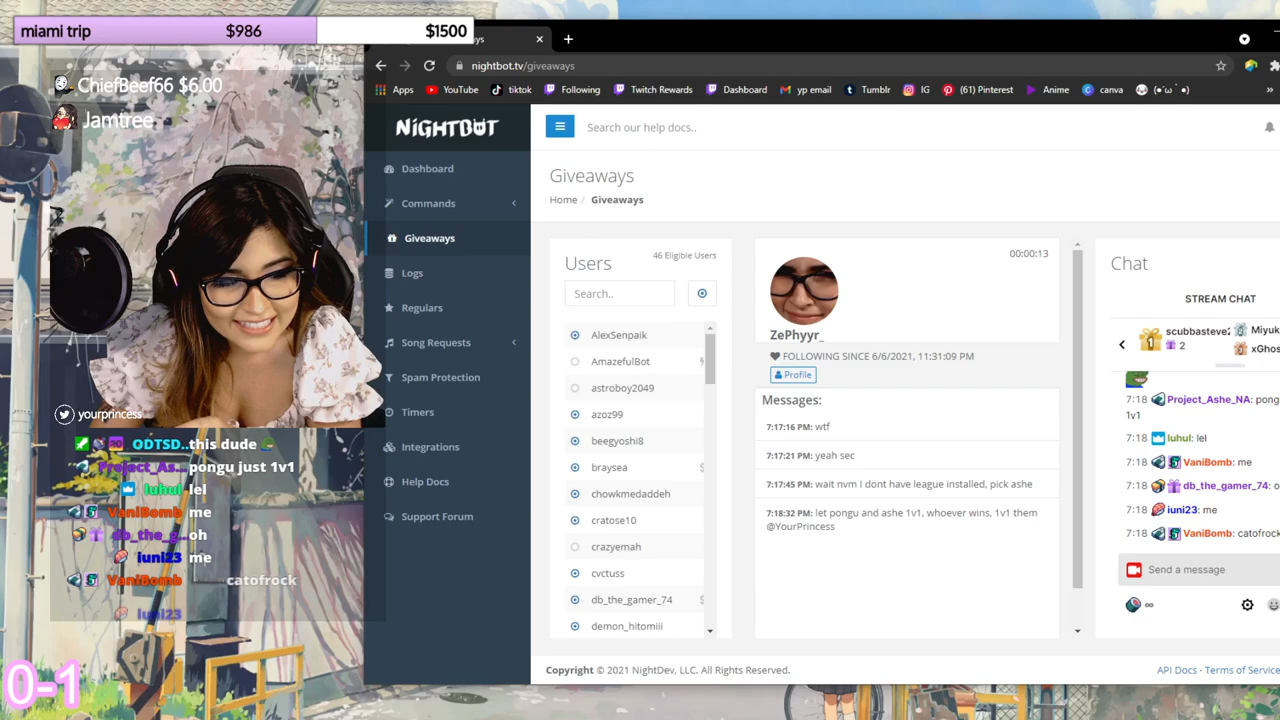 miami trip $986 $1500
ChiefBeef66 $6.00
Jamtree
yourprincess
ODTSD.. this dude
Project_As... pongu just 1v1
luhul lel
VaniBomb me
db_the_g... oh
iuni23 me
VaniBomb catofrock
iuni23
0-1
ys
nightbot.tv/giveaways
Apps YouTube tiktok Following Twitch Rewards Dashboard yp email Tumblr IG (61) Pinterest Anime canva (●'ω`●)
NiGHTBOT
Search our help docs..
Dashboard
Commands
Giveaways
Logs
Regulars
Song Requests
Spam Protection
Timers
Integrations
Help Docs
Support Forum
Giveaways
Home / Giveaways
Users
46 Eligible Users
Search..
AlexSenpaik
AmazefulBot
astroboy2049
azoz99
beegyoshi8
braysea
chowkmedaddeh
cratose10
crazyemah
cvctuss
db_the_gamer_74
demon_hitomiii
00:00:13
ZePhyyr_
FOLLOWING SINCE 6/6/2021, 11:31:09 PM
Profile
Messages:
7:17:16 PM: wtf
7:17:21 PM: yeah sec
7:17:45 PM: wait nvm I dont have league installed, pick ashe
7:18:32 PM: let pongu and ashe 1v1, whoever wins, 1v1 them
@YourPrincess
Chat
STREAM CHAT
1 scubbasteve2 2
Miyuk
xGhos
7:18 Project_Ashe_NA: pong
1v1
7:18 luhul: lel
7:18 VaniBomb: me
7:18 db_the_gamer_74: o
7:18 iuni23: me
7:18 VaniBomb: catofrock
Send a message
∞
Copyright © 2021 NightDev, LLC. All Rights Reserved.
API Docs - Terms of Service